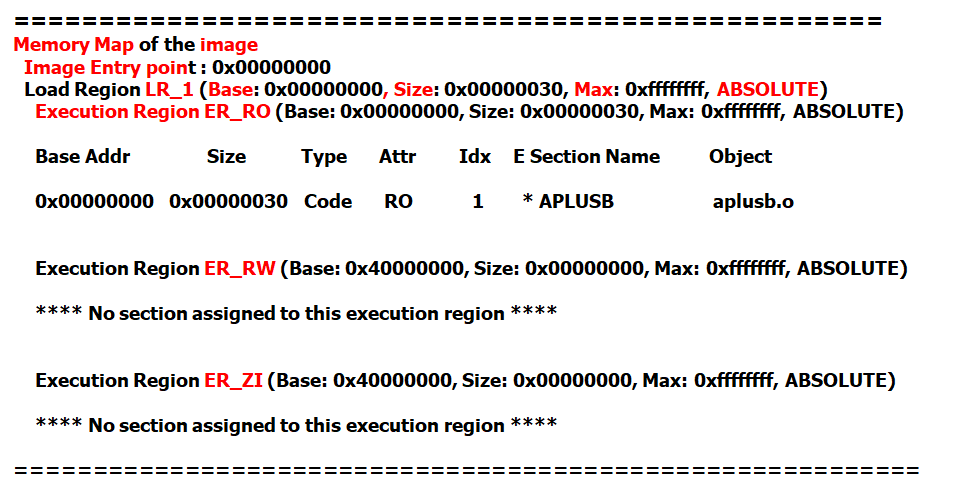 ======================================================
Memory Map of the image
Image Entry point : 0x00000000
Load Region LR_1 (Base: 0x00000000, Size: 0x00000030, Max: 0xffffffff, ABSOLUTE)
Execution Region ER_RO (Base: 0x00000000, Size: 0x00000030, Max: 0xffffffff, ABSOLUTE)
Base Addr Size Type Attr Idx E Section Name Object
0x00000000 0x00000030 Code RO 1 * APLUSB aplusb.o
Execution Region ER_RW (Base: 0x40000000, Size: 0x00000000, Max: 0xffffffff, ABSOLUTE)
**** No section assigned to this execution region ****
Execution Region ER_ZI (Base: 0x40000000, Size: 0x00000000, Max: 0xffffffff, ABSOLUTE)
**** No section assigned to this execution region ****
=========================================================